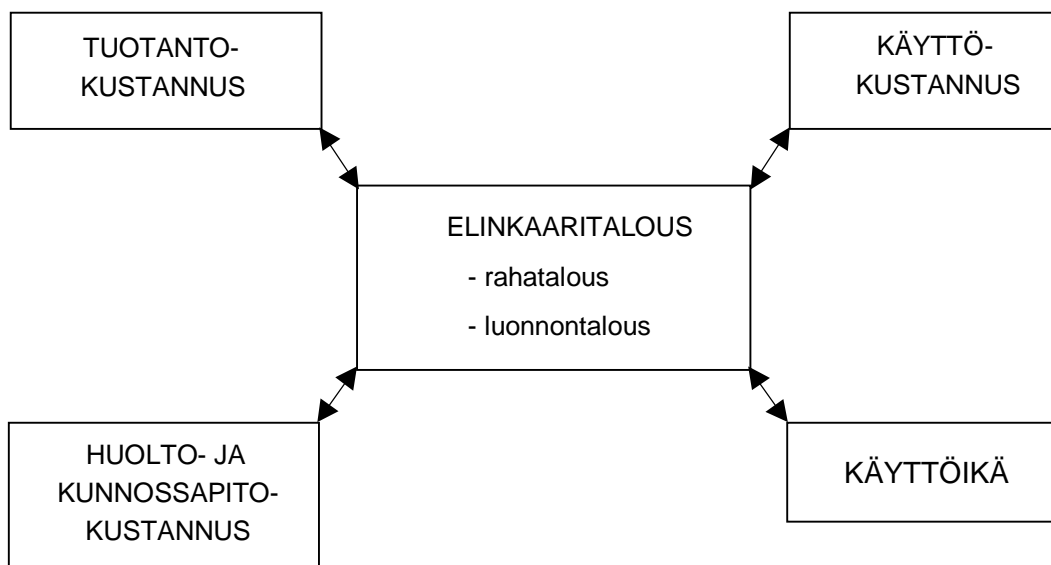 TUOTANTO-
KUSTANNUS
KÄYTTÖ-
KUSTANNUS
ELINKAARITALOUS
- rahatalous
- luonnontalous
HUOLTO- JA
KUNNOSSAPITO-
KUSTANNUS
KÄYTTÖIKÄ